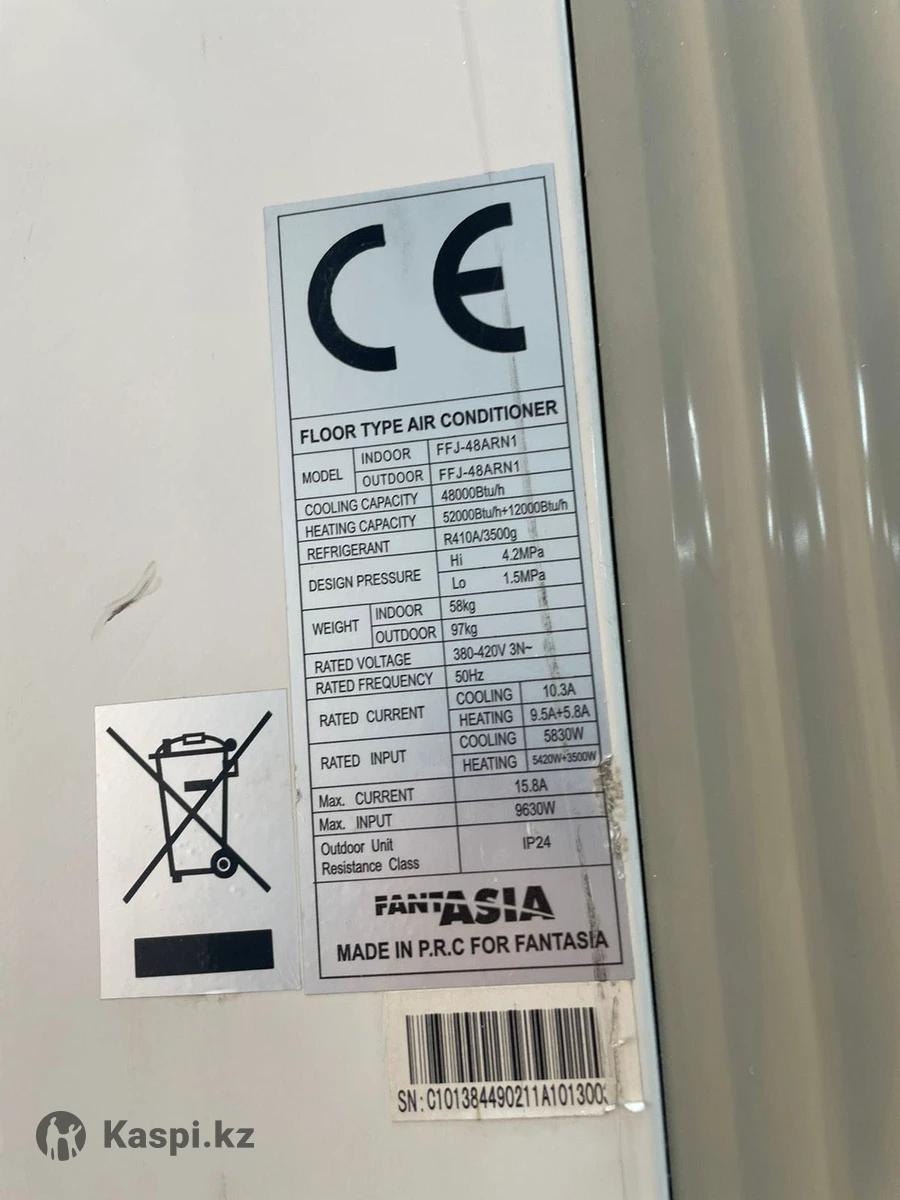 CE
FLOOR TYPE AIR CONDITIONER
MODEL INDOOR FFJ-48ARN1
OUTDOOR FFJ-48ARN1
COOLING CAPACITY 48000Btu/h
HEATING CAPACITY 52000Btu/h+12000Btu/h
REFRIGERANT R410A/3500g
DESIGN PRESSURE Hi 4.2MPa
Lo 1.5MPa
WEIGHT INDOOR 58kg
OUTDOOR 97kg
RATED VOLTAGE 380-420V 3N~
RATED FREQUENCY 50Hz
RATED CURRENT COOLING 10.3A
HEATING 9.5A+5.8A
RATED INPUT COOLING 5830W
HEATING 5420W+3500W
Max. CURRENT 15.8A
Max. INPUT 9630W
Outdoor Unit
Resistance Class IP24
FANTASIA
MADE IN P.R.C FOR FANTASIA
SN: C101384490211A101300
Kaspi.kz